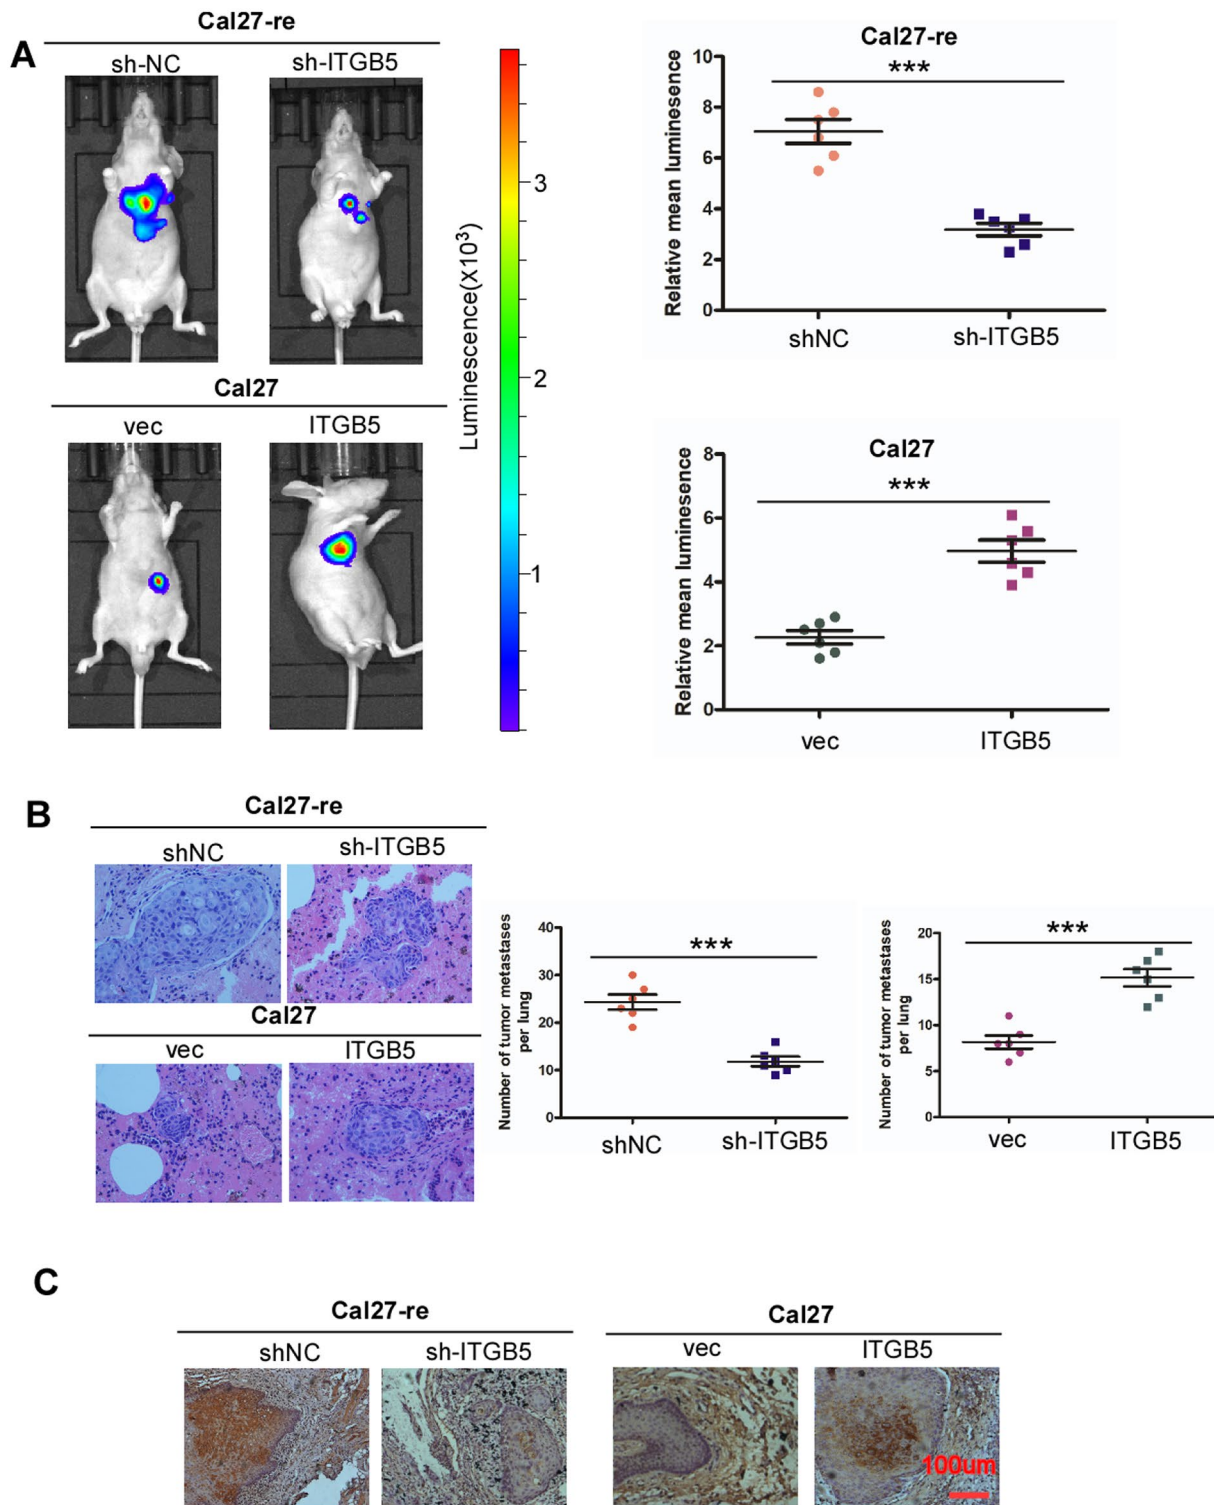 A
Cal27-re
sh-NC sh-ITGB5
Cal27
vec ITGB5
Luminescence(X10³)
3
2
1
Cal27-re
***
Relative mean luminesence
10
8
6
4
2
0
shNC sh-ITGB5
Cal27
***
Relative mean luminesence
8
6
4
2
0
vec ITGB5
B
Cal27-re
shNC sh-ITGB5
Cal27
vec ITGB5
***
Number of tumor metastases
per lung
40
30
20
10
0
shNC sh-ITGB5
***
Number of tumor metastases
per lung
20
15
10
5
0
vec ITGB5
C
Cal27-re
shNC sh-ITGB5
Cal27
vec ITGB5
100um